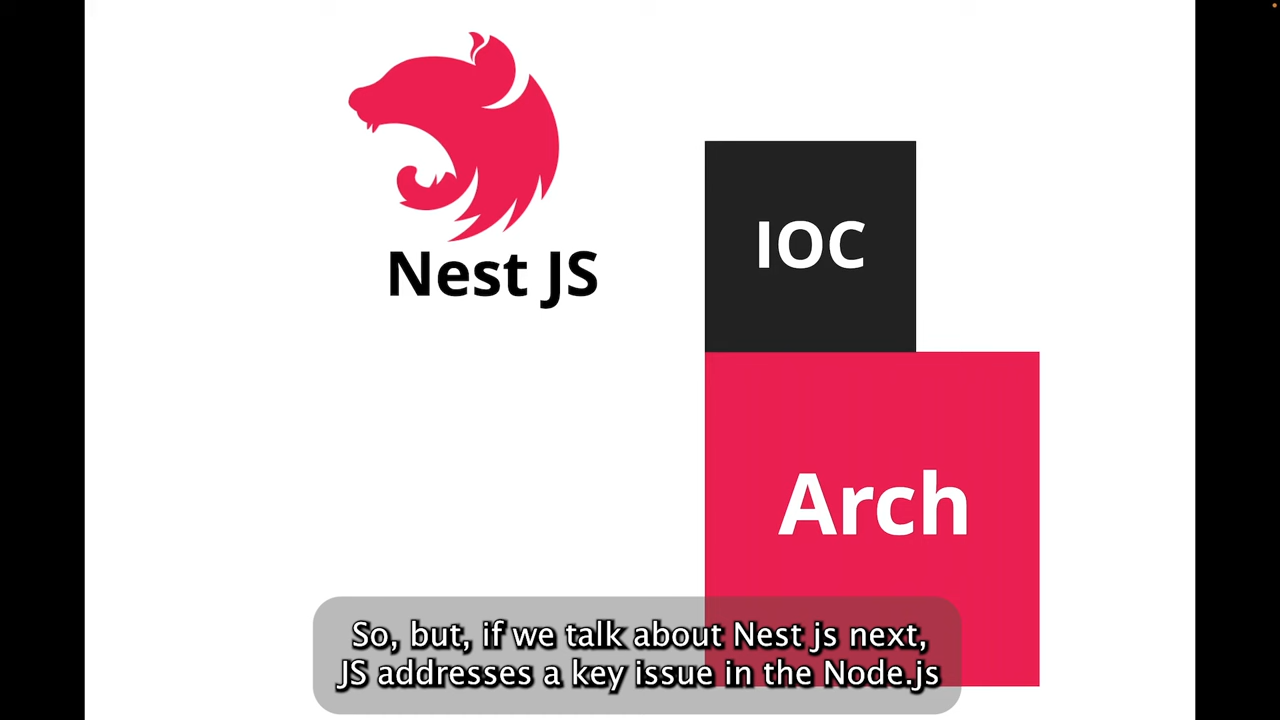 Nest JS
IOC
Arch
So, but, if we talk about Nest js next,
JS addresses a key issue in the Node.js